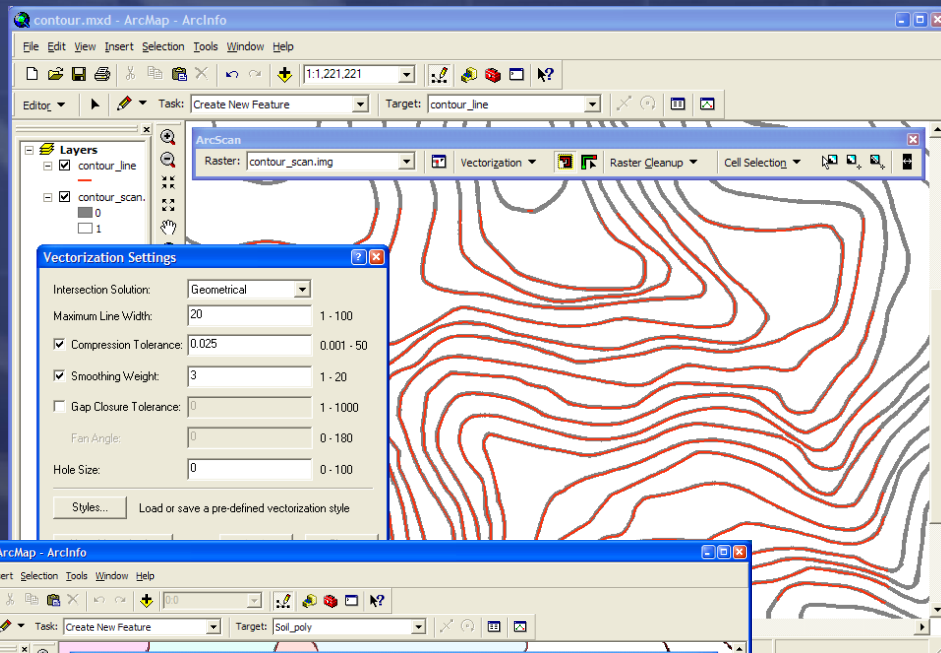 contour.mxd - ArcMap - ArcInfo
File Edit View Insert Selection Tools Window Help
1:1,221,221
Editor Task: Create New Feature Target: contour_line
ArcScan
Raster: contour_scan.img Vectorization Raster Cleanup Cell Selection
Layers
contour_line
contour_scan.
0
1
Vectorization Settings
Intersection Solution: Geometrical
Maximum Line Width: 20 1 - 100
Compression Tolerance: 0.025 0.001 - 50
Smoothing Weight: 3 1 - 20
Gap Closure Tolerance: 0 1 - 1000
Fan Angle: 0 0 - 180
Hole Size: 0 0 - 100
Styles... Load or save a pre-defined vectorization style
ArcMap - ArcInfo
ert Selection Tools Window Help
0:0
Task: Create New Feature Target: Soil_poly